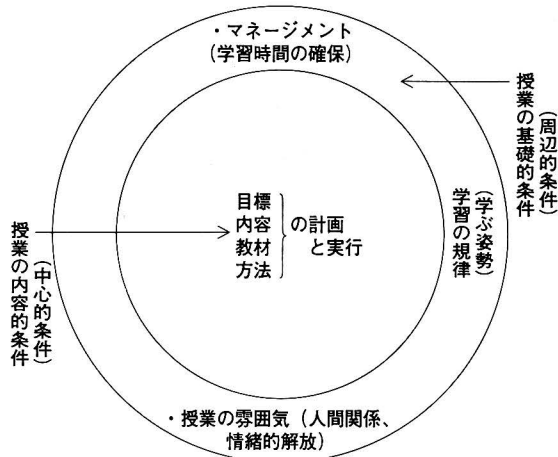 ・マネージメント
(学習時間の確保)
授業の基礎的条件
(周辺的条件)
学習の規律
(学ぶ姿勢)
目標
内容
教材
方法
の計画
と実行
授業の内容的条件
(中心的条件)
・授業の雰囲気(人間関係、
情緒的解放)